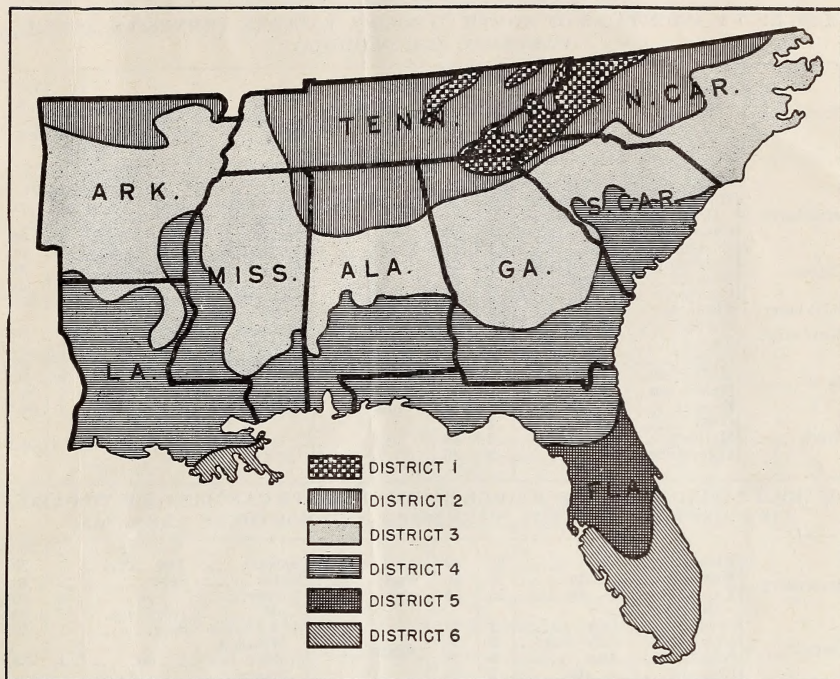 TENN.
N.CAR.
ARK.
S.CAR.
MISS.
ALA.
GA.
LA.
FLA
DISTRICT 1
DISTRICT 2
DISTRICT 3
DISTRICT 4
DISTRICT 5
DISTRICT 6